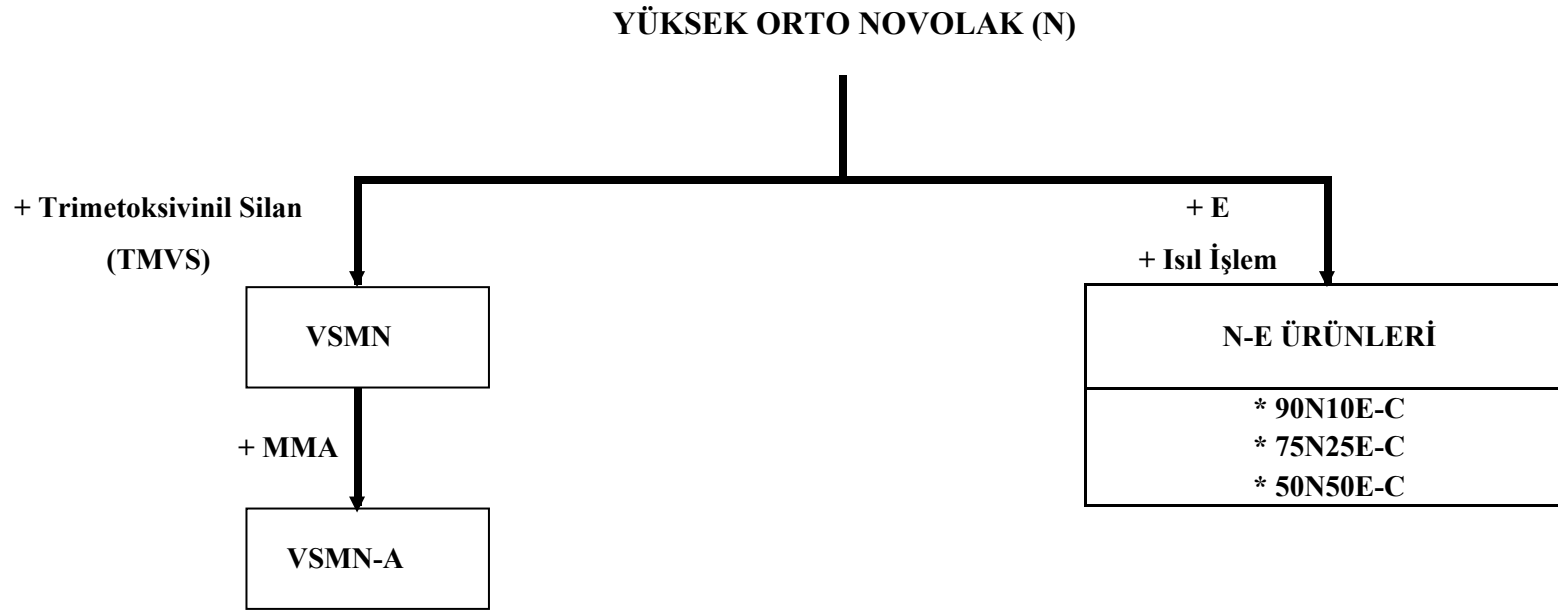 YÜKSEK ORTO NOVOLAK (N)
+ Trimetoksivinil Silan
(TMVS)
VSMN
+ MMA
VSMN-A
+ E
+ Isıl İşlem
N-E ÜRÜNLERİ
* 90N10E-C
* 75N25E-C
* 50N50E-C